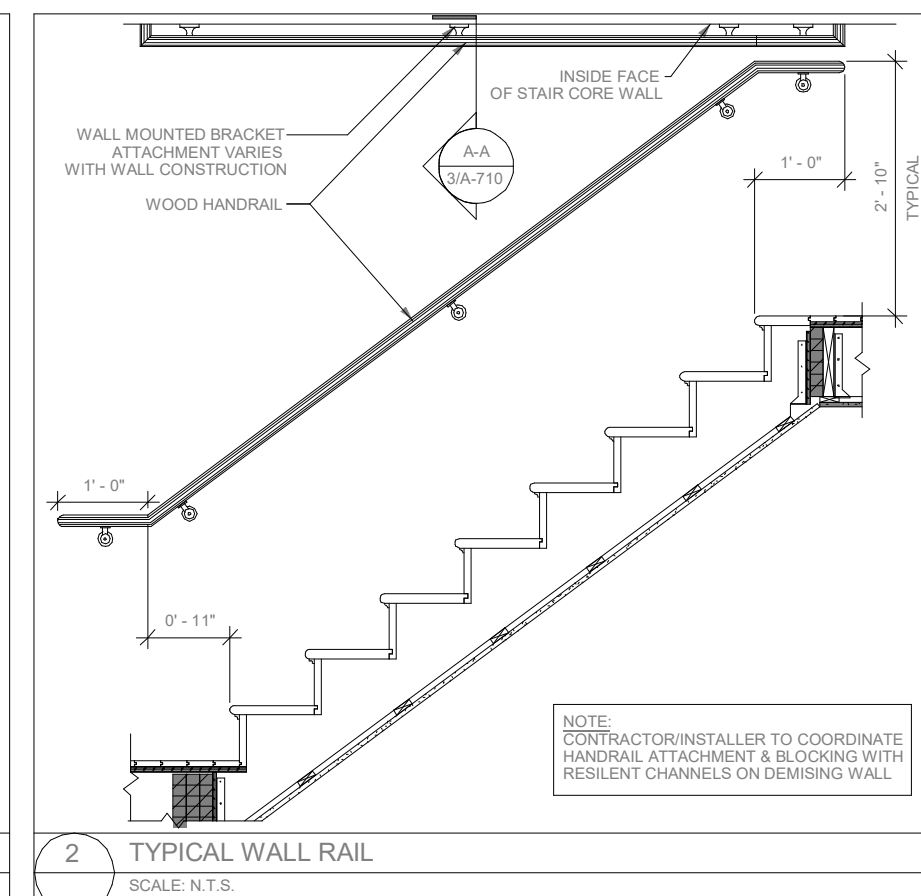 INSIDE FACE
OF STAIR CORE WALL
WALL MOUNTED BRACKET
ATTACHMENT VARIES
WITH WALL CONSTRUCTION
WOOD HANDRAIL
A-A
3/A-710
1' - 0"
2' - 10"
TYPICAL
1' - 0"
0' - 11"
NOTE:
CONTRACTOR/INSTALLER TO COORDINATE
HANDRAIL ATTACHMENT & BLOCKING WITH
RESILENT CHANNELS ON DEMISING WALL
2
TYPICAL WALL RAIL
SCALE: N.T.S.